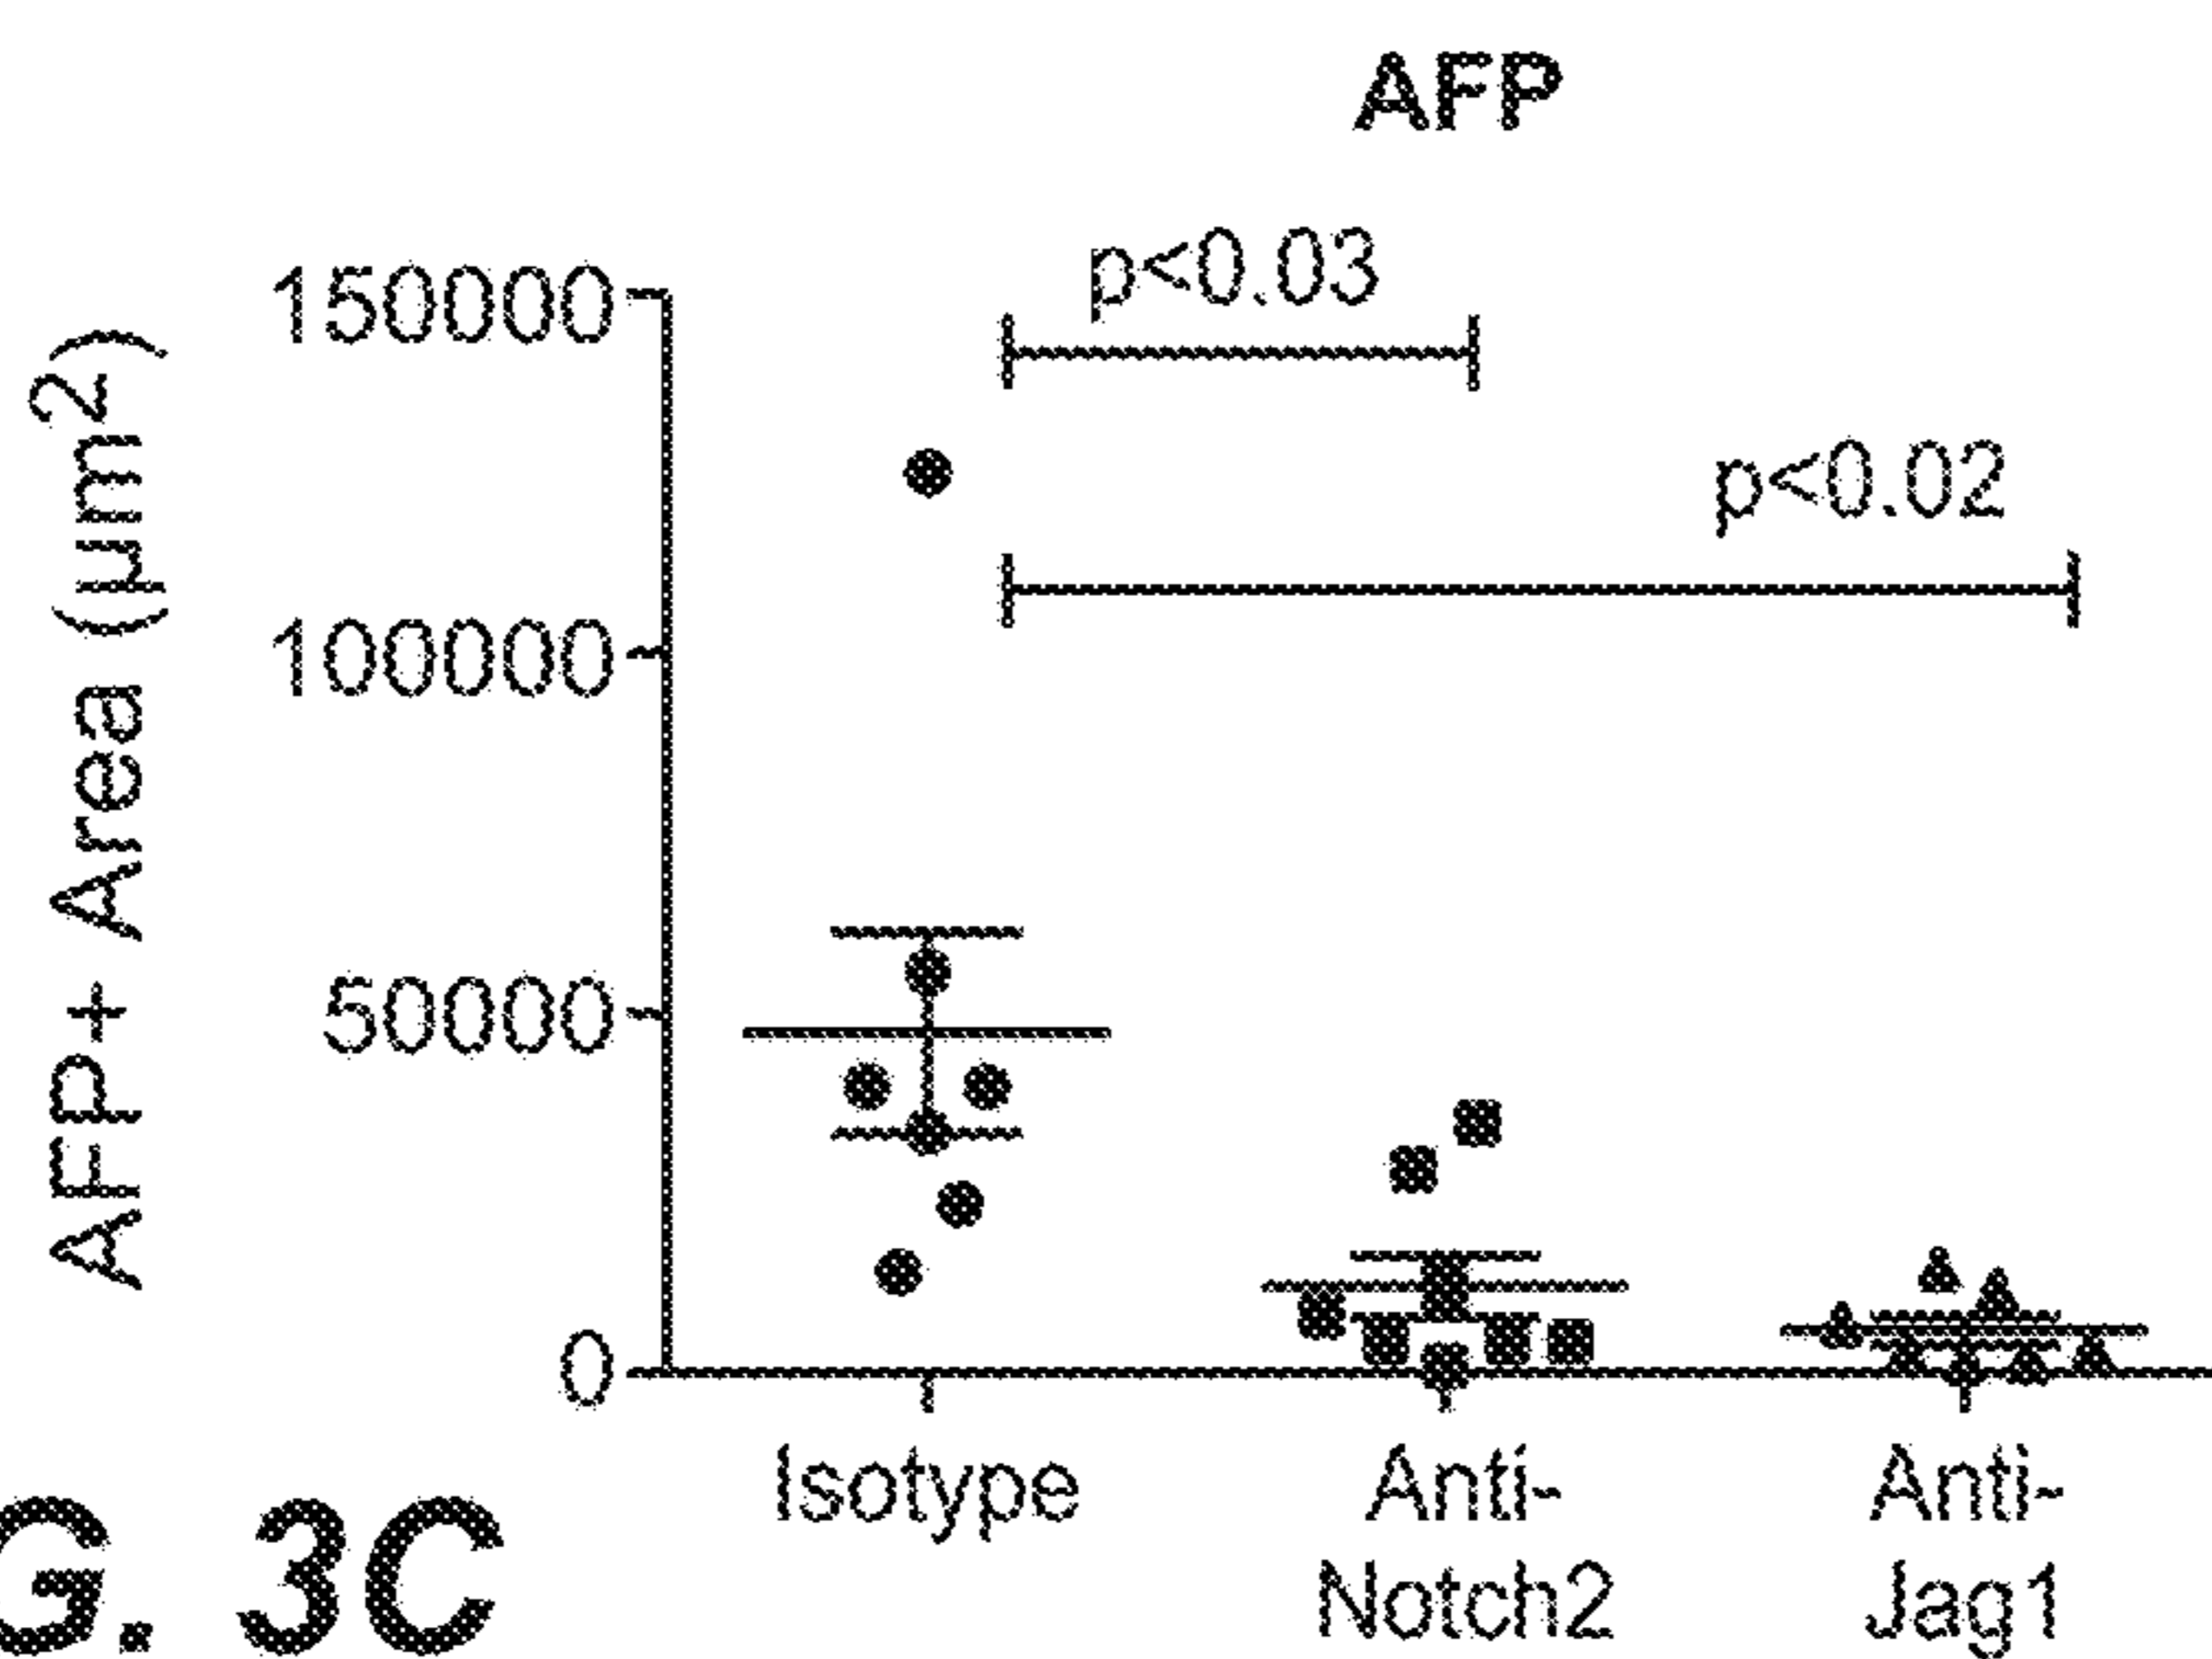 AFP
p<0.03
p<0.02
AFP+ Area (µm²)
150000
100000
50000
0
Isotype
Anti-
Notch2
Anti-
Jag1
G. 3C